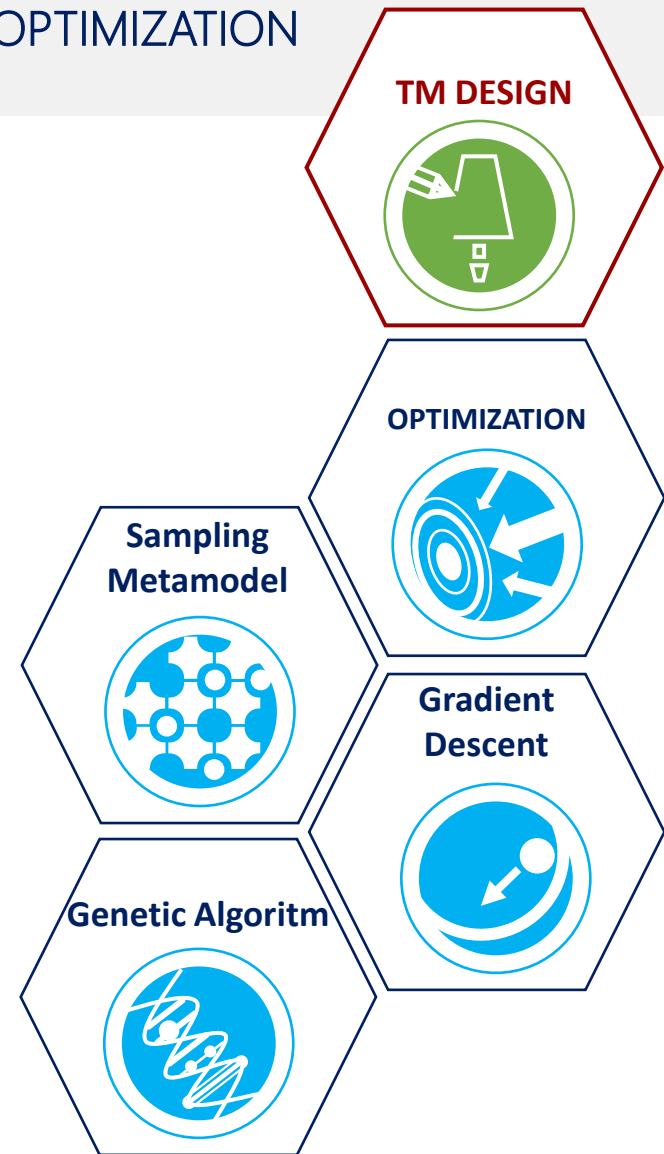 OPTIMIZATION
TM DESIGN
OPTIMIZATION
Sampling
Metamodel
Gradient
Descent
Genetic Algoritm